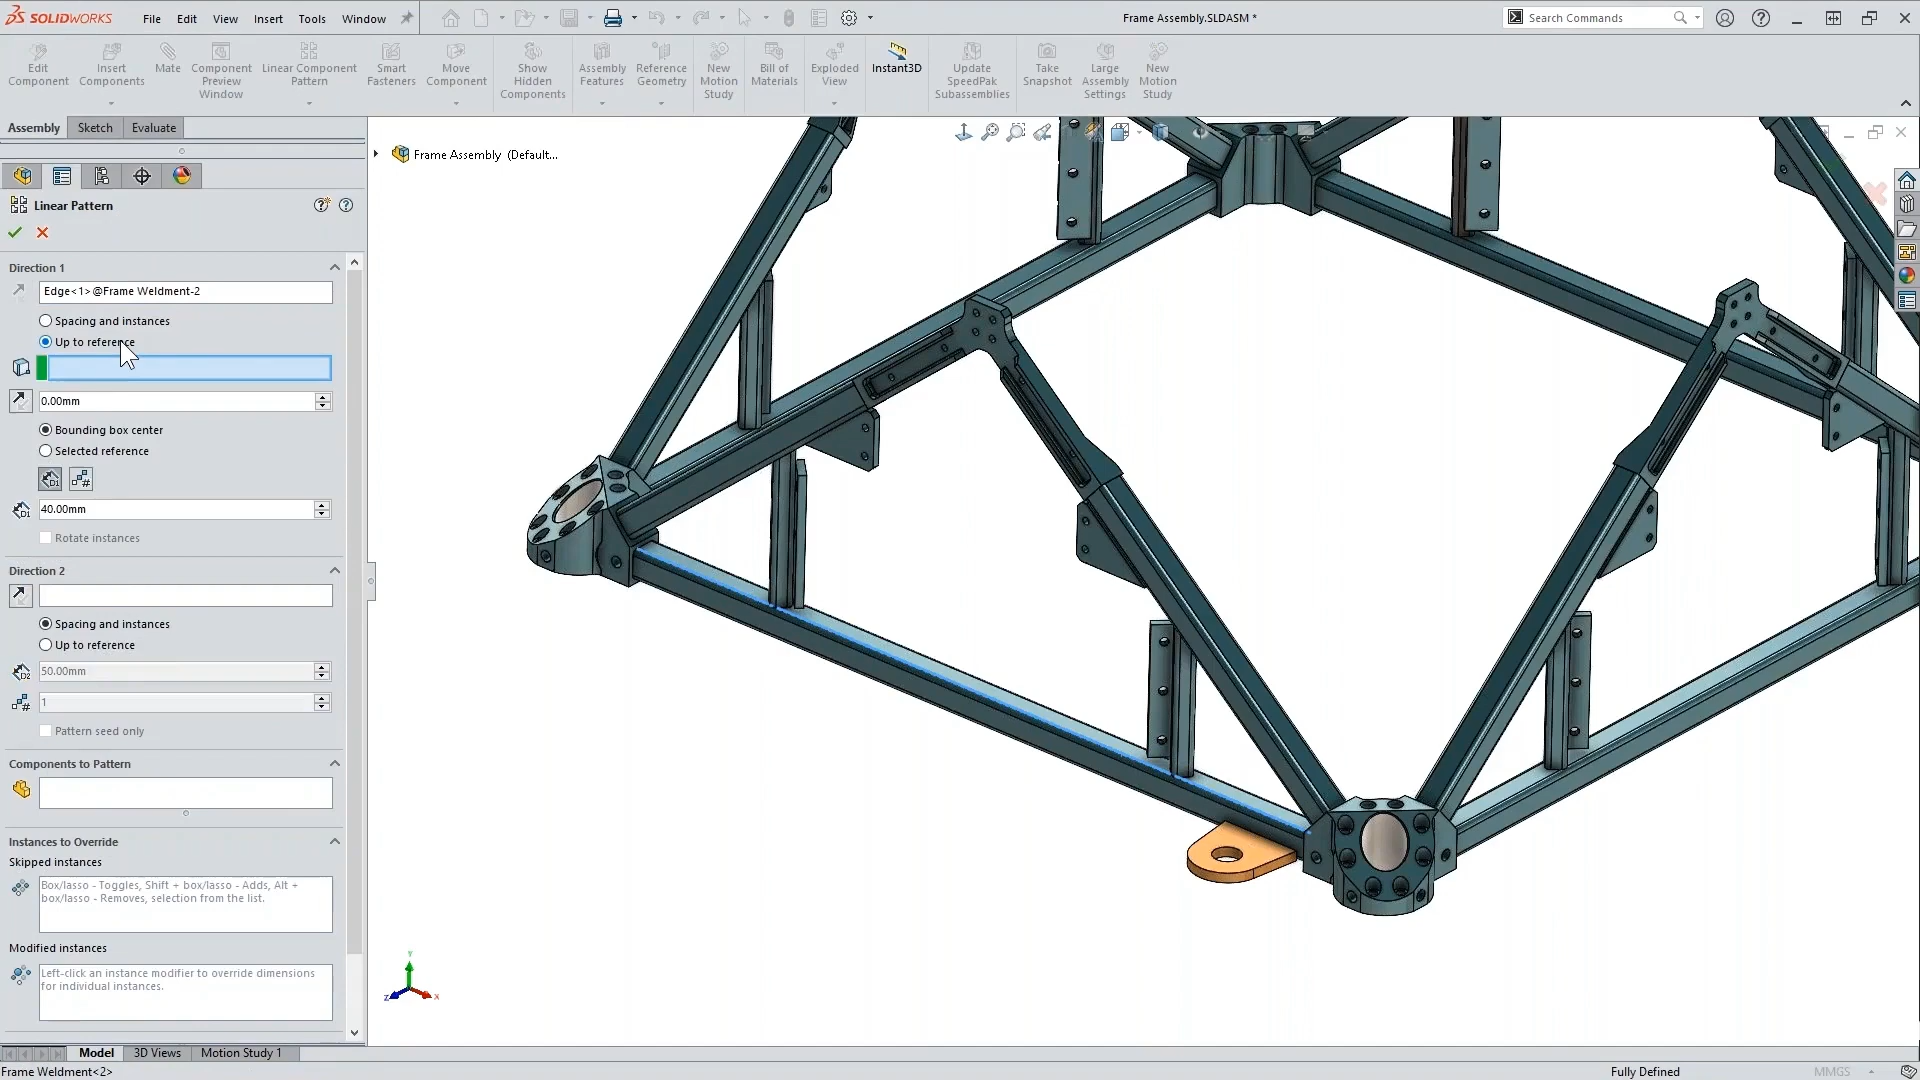 SOLIDWORKS
File Edit View Insert Tools Window
Frame Assembly.SLDASM *
Search Commands
Edit Component
Insert Components
Mate
Component Preview Window
Linear Component Pattern
Smart Fasteners
Move Component
Show Hidden Components
Assembly Features
Reference Geometry
New Motion Study
Bill of Materials
Exploded View
Instant3D
Update SpeedPak Subassemblies
Take Snapshot
Large Assembly Settings
New Motion Study
Assembly Sketch Evaluate
Frame Assembly (Default...
Linear Pattern
Direction 1
Edge<1>@Frame Weldment-2
Spacing and instances
Up to reference
0.00mm
Bounding box center
Selected reference
40.00mm
Rotate instances
Direction 2
Spacing and instances
Up to reference
50.00mm
1
Pattern seed only
Components to Pattern
Instances to Override
Skipped instances
Box/lasso - Toggles, Shift + box/lasso - Adds, Alt +
box/lasso - Removes, selection from the list.
Modified instances
Left-click an instance modifier to override dimensions
for individual instances.
Y
Z
X
Model 3D Views Motion Study 1
Frame Weldment<2>
Fully Defined
MMGS